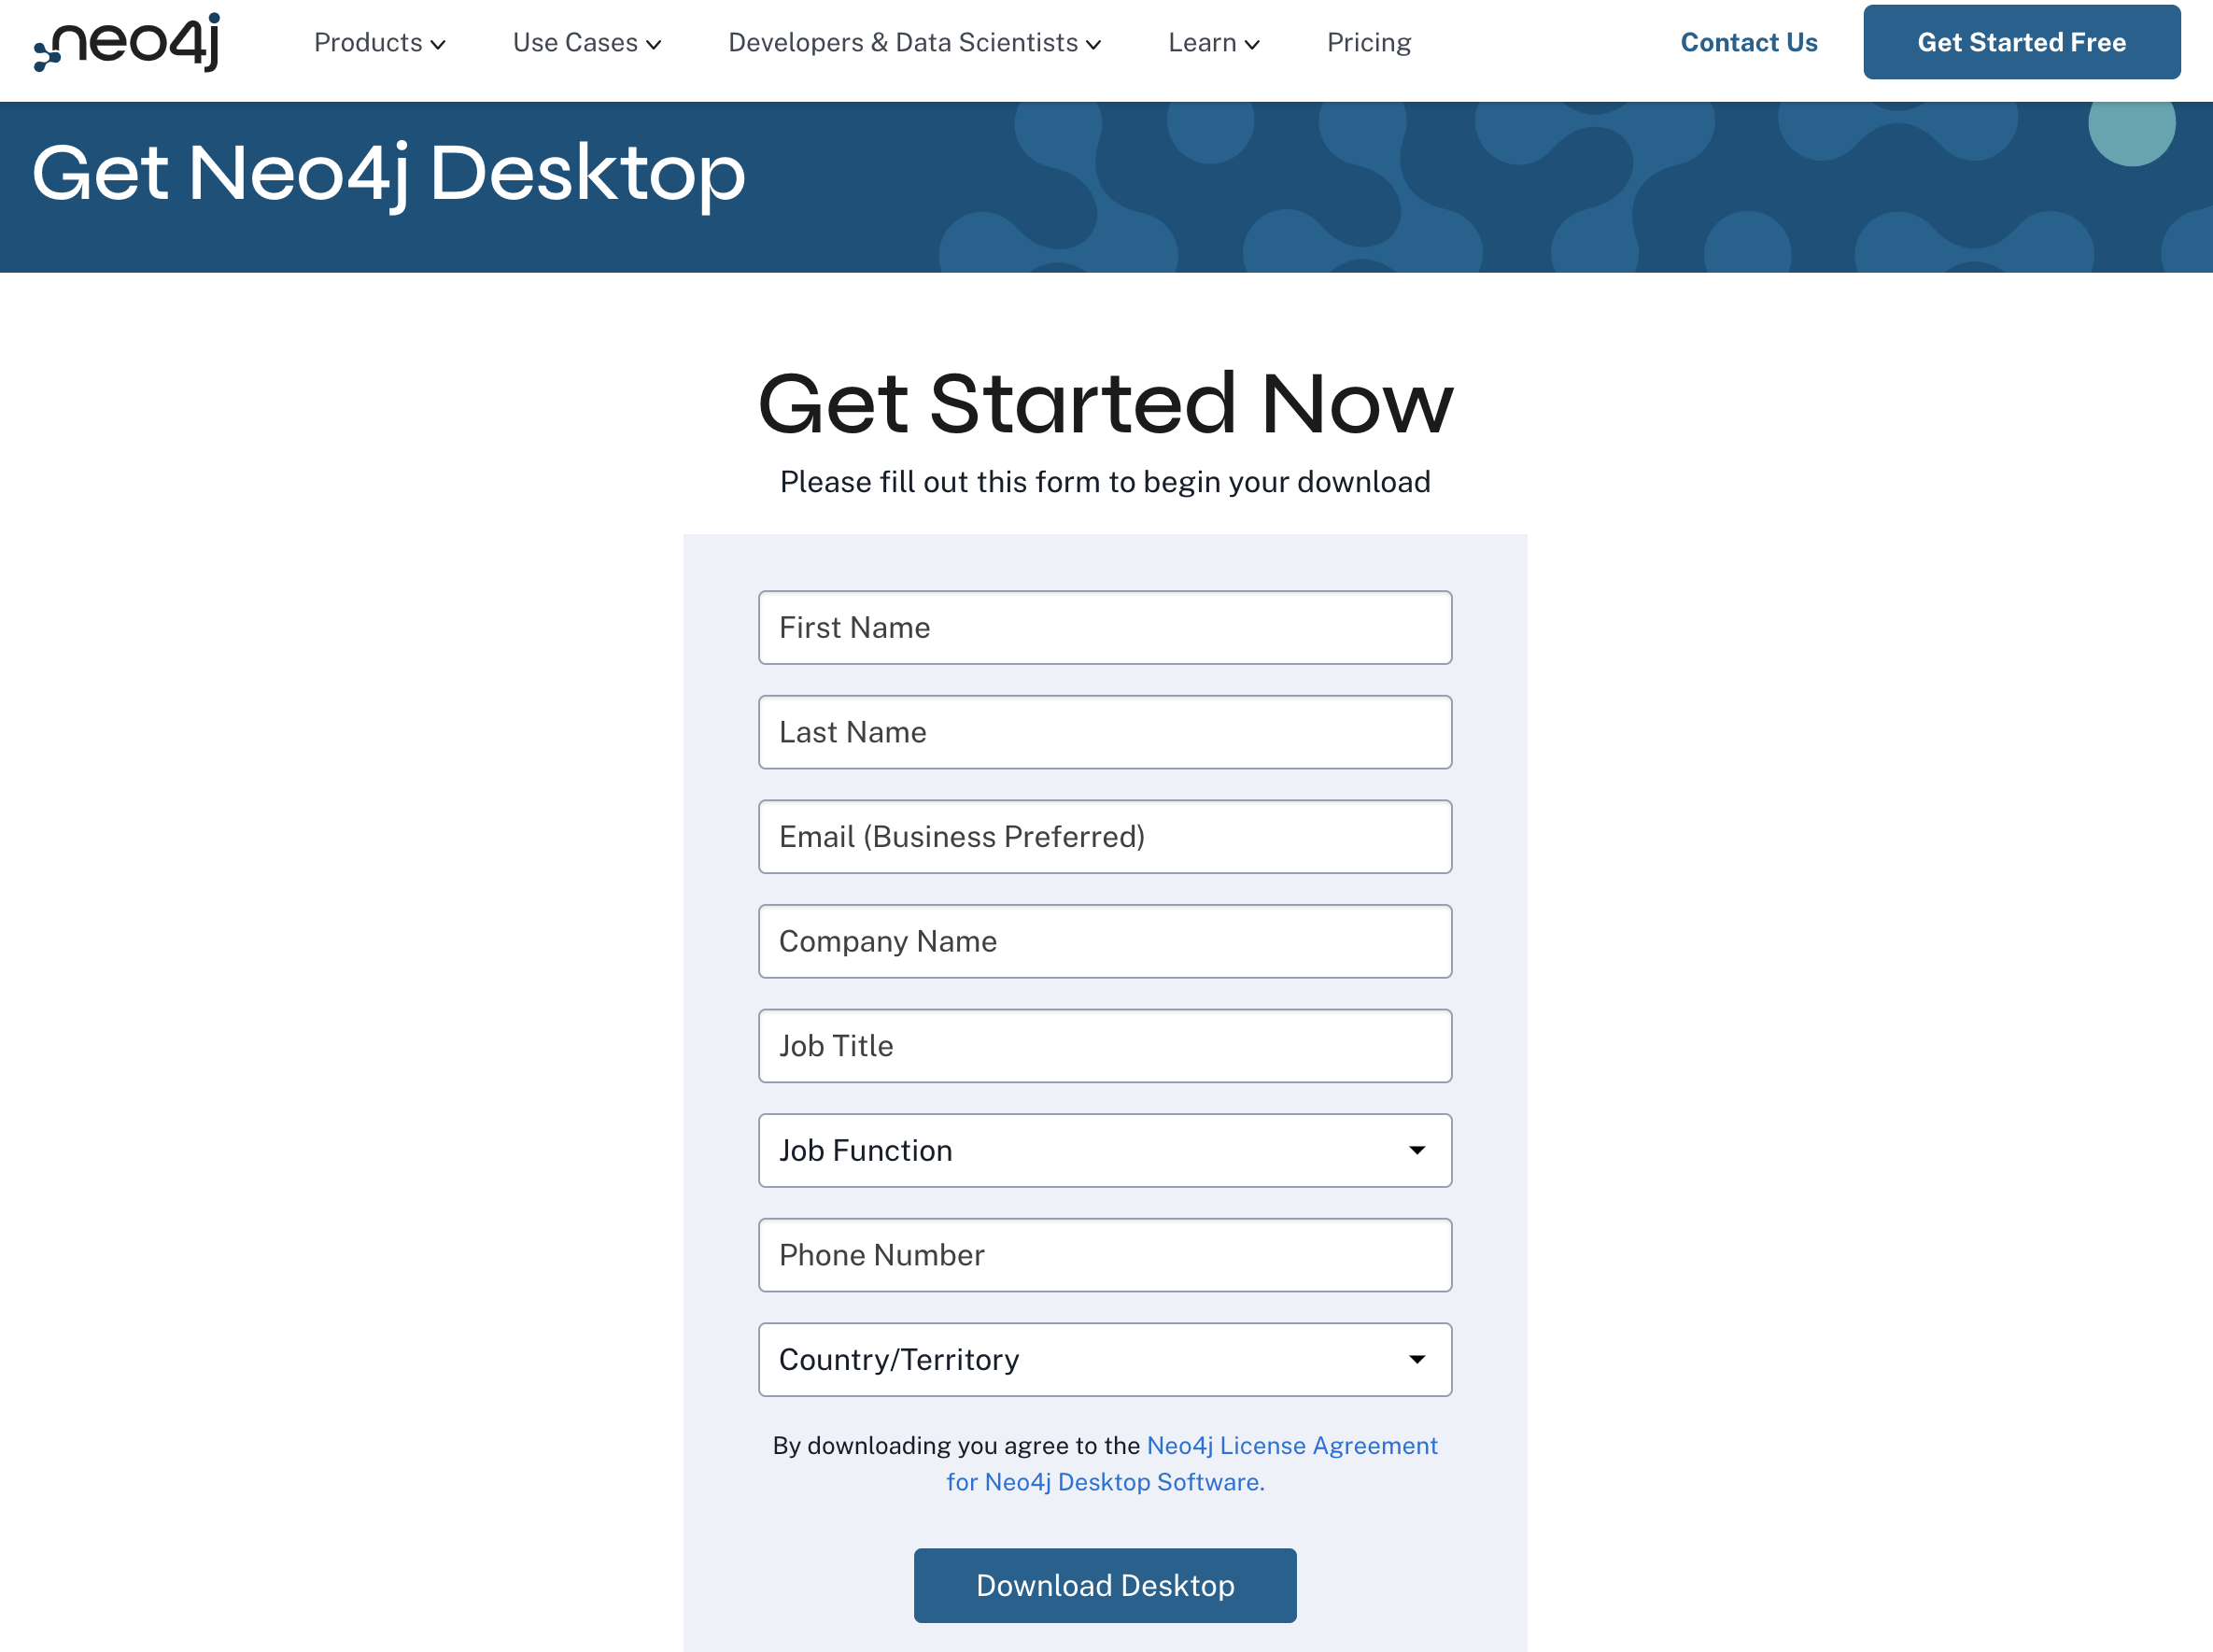 neo4j
Products
Use Cases
Developers & Data Scientists
Learn
Pricing
Contact Us
Get Started Free
Get Neo4j Desktop
Get Started Now
Please fill out this form to begin your download
First Name
Last Name
Email (Business Preferred)
Company Name
Job Title
Job Function
Phone Number
Country/Territory
By downloading you agree to the Neo4j License Agreement
for Neo4j Desktop Software.
Download Desktop